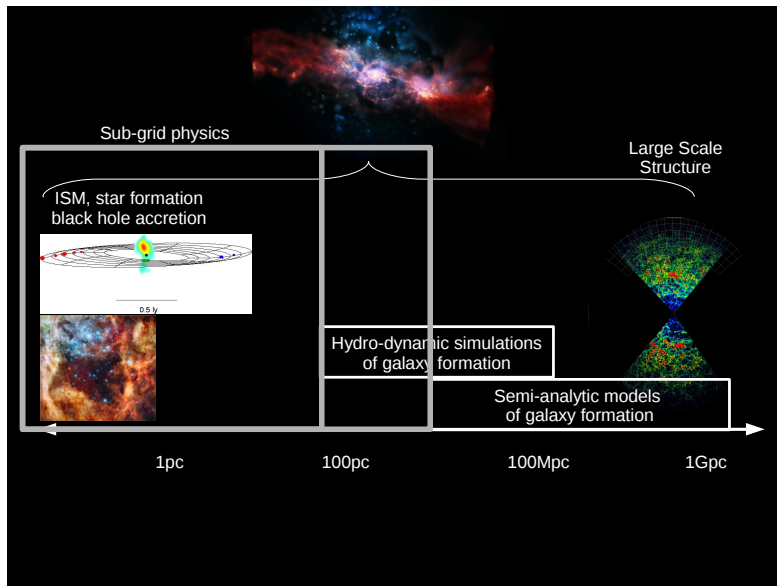 Sub-grid physics
Large Scale
Structure
ISM, star formation
black hole accretion
0.5 ly
Hydro-dynamic simulations
of galaxy formation
Semi-analytic models
of galaxy formation
1pc
100pc
100Mpc
1Gpc